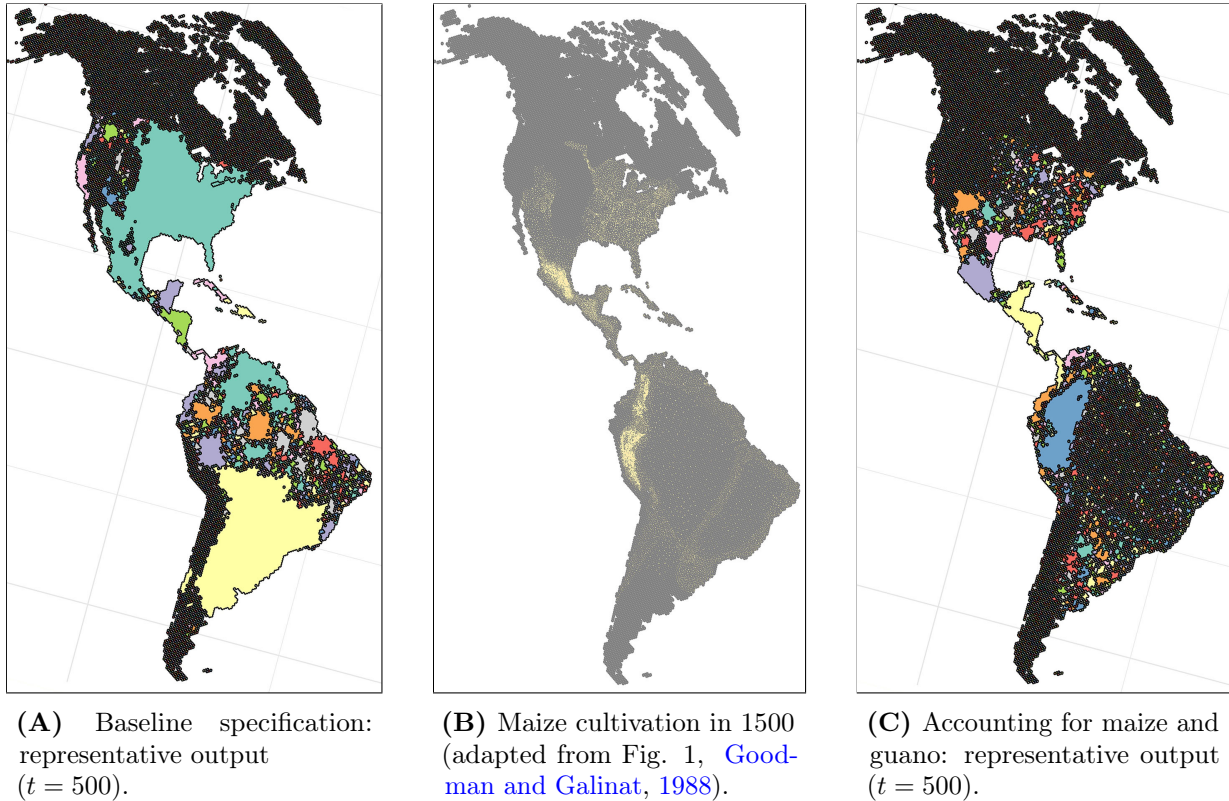 (A) Baseline specification:
representative output
(t = 500).
(B) Maize cultivation in 1500
(adapted from Fig. 1, Good-
man and Galinat, 1988).
(C) Accounting for maize and
guano: representative output
(t = 500).